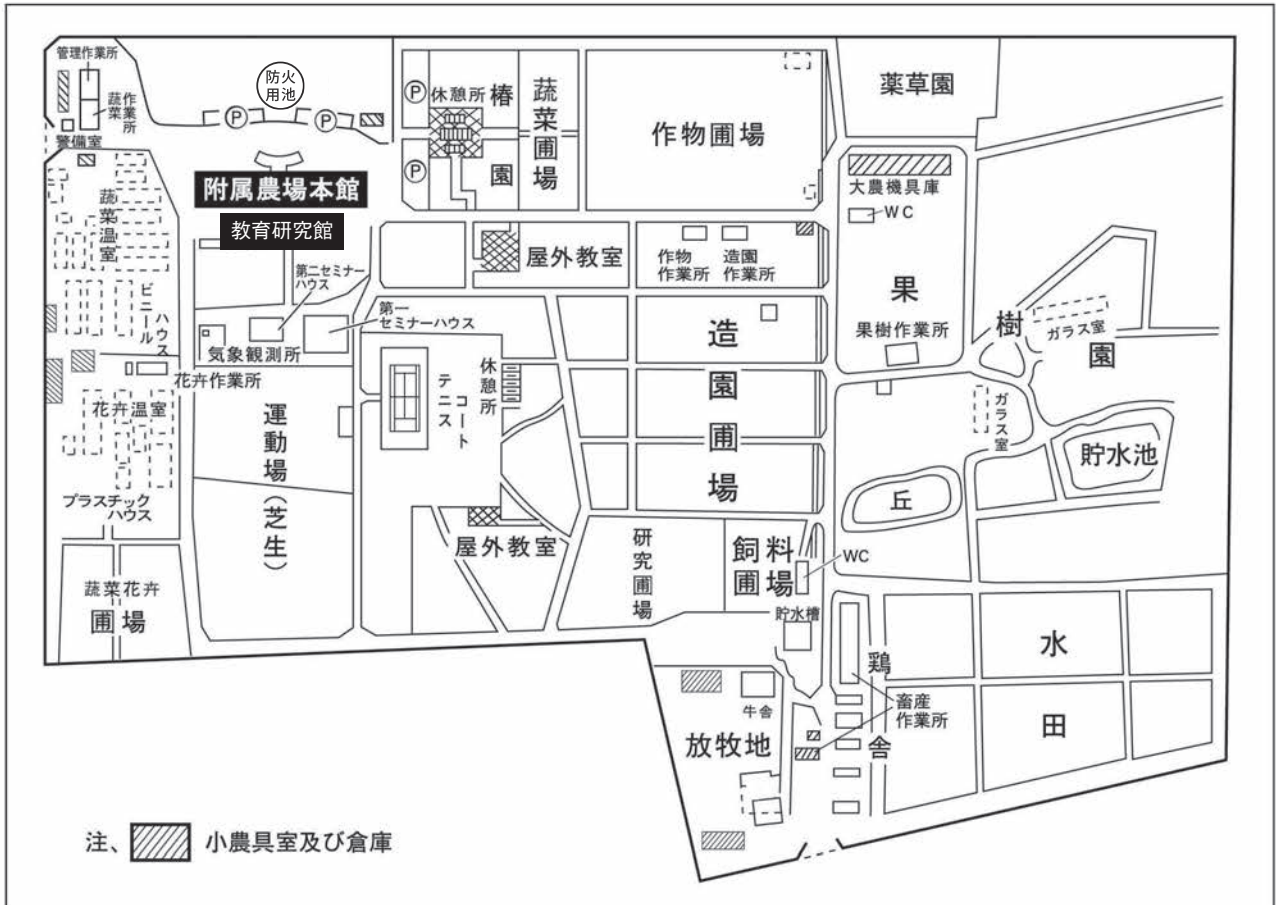 管理作業所
蔬菜
作業所
警備室
防火
用池
P
P
P
P
休憩所
椿園
蔬菜圃場
作物圃場
薬草園
大農機具庫
WC
附属農場本館
教育研究館
蔬菜温室
ビニールハウス
第二セミナー
ハウス
第一
セミナーハウス
気象観測所
屋外教室
作物
作業所
造園
作業所
果樹園
果樹作業所
ガラス室
ガラス室
造園圃場
花卉作業所
花卉温室
プラスチック
ハウス
運動場(芝生)
テニス
コート
休憩所
貯水池
丘
屋外教室
研究圃場
飼料
圃場
WC
貯水槽
蔬菜花卉
圃場
水田
鶏舎
畜産
作業所
牛舎
放牧地
注、 小農具室及び倉庫